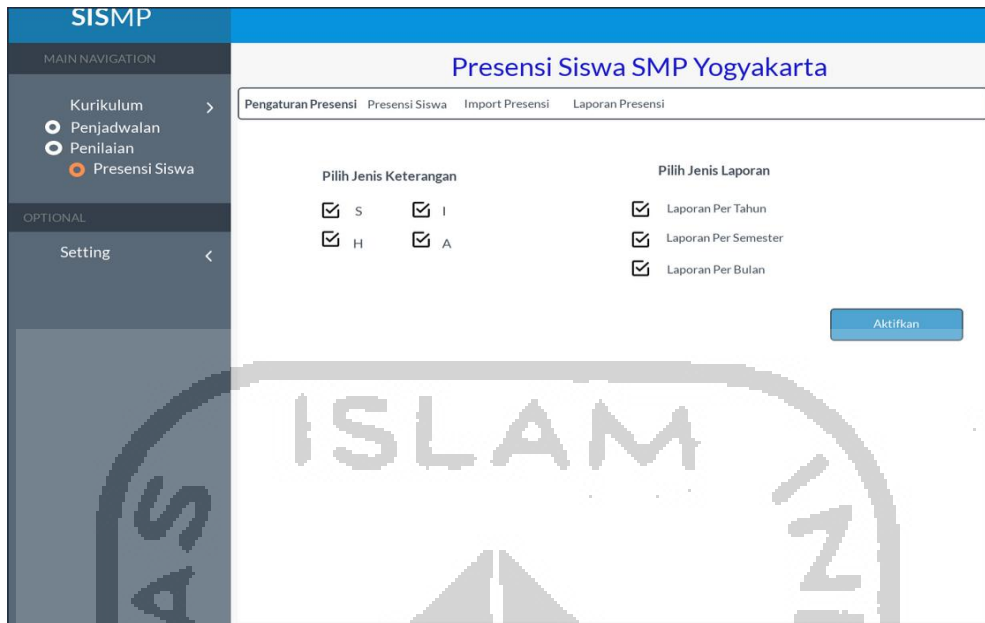 SISMP
MAIN NAVIGATION
Kurikulum
Penjadwalan
Penilaian
Presensi Siswa
OPTIONAL
Setting
Presensi Siswa SMP Yogyakarta
Pengaturan Presensi Presensi Siswa Import Presensi Laporan Presensi
Pilih Jenis Keterangan
S I
H A
Pilih Jenis Laporan
Laporan Per Tahun
Laporan Per Semester
Laporan Per Bulan
Aktifkan
ISLAM